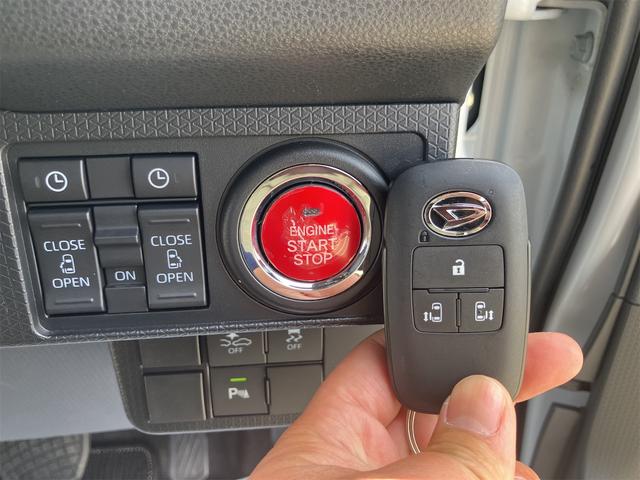 CLOSE
OPEN
ON
CLOSE
OPEN
ENGINE
START
STOP
OFF
OFF
P